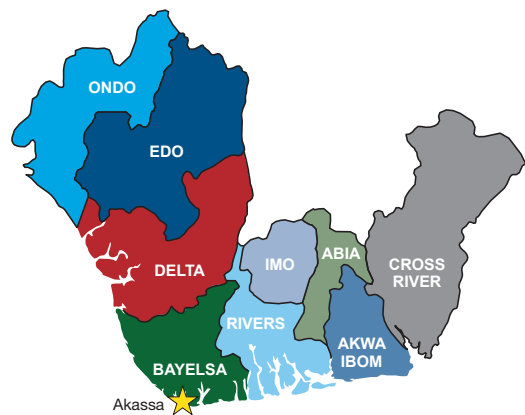 ONDO
EDO
DELTA
IMO
ABIA
CROSS
RIVER
RIVERS
AKWA
IBOM
BAYELSA
Akassa